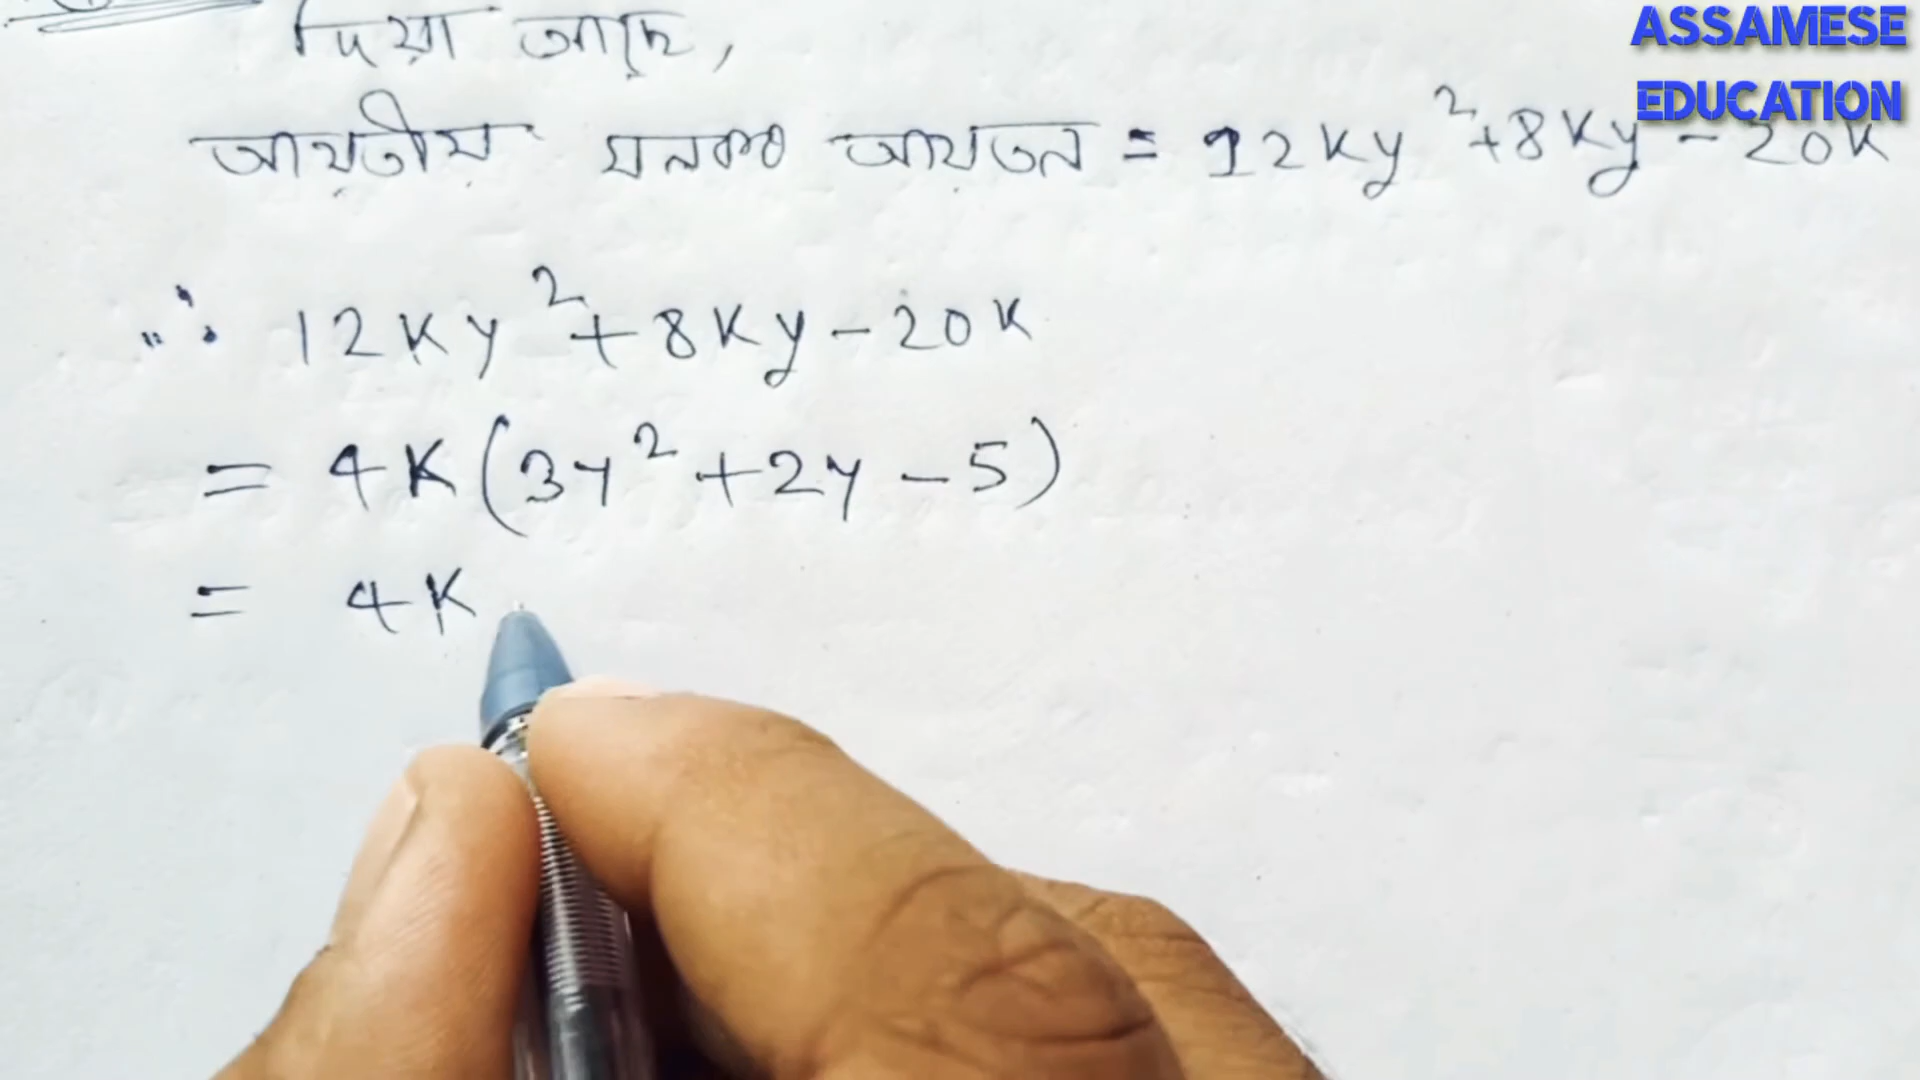 দিয়া আছে,
ASSAMESE
EDUCATION
আয়তীয় ঘনকৰ আয়তন = 12Ky²+8Ky-20K
∴ 12Ky²+8Ky-20K
= 4K(3y²+2y-5)
= 4K